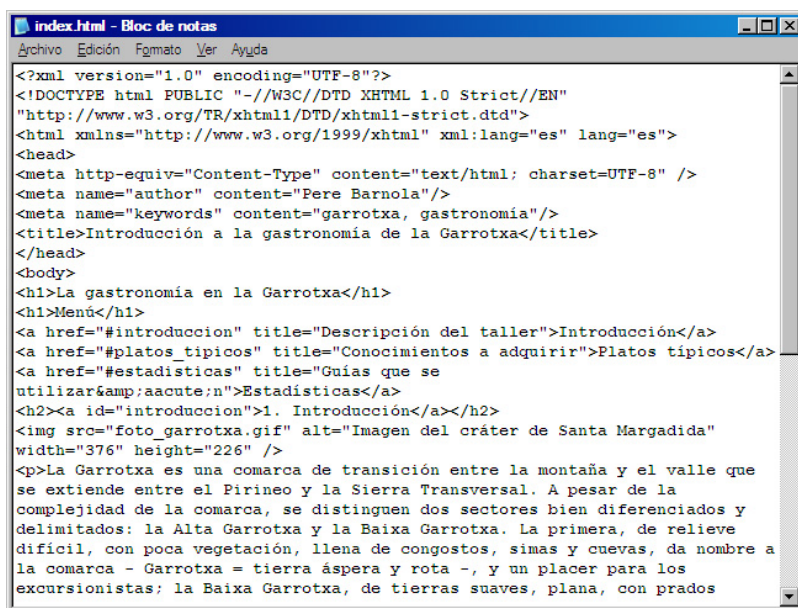 index.html - Bloc de notas
Archivo Edición Formato Ver Ayuda
<?xml version="1.0" encoding="UTF-8"?>
<!DOCTYPE html PUBLIC "-//W3C//DTD XHTML 1.0 Strict//EN"
"http://www.w3.org/TR/xhtml1/DTD/xhtml1-strict.dtd">
<html xmlns="http://www.w3.org/1999/xhtml" xml:lang="es" lang="es">
<head>
<meta http-equiv="Content-Type" content="text/html; charset=UTF-8" />
<meta name="author" content="Pere Barnola"/>
<meta name="keywords" content="garrotxa, gastronomía"/>
<title>Introducción a la gastronomía de la Garrotxa</title>
</head>
<body>
<h1>La gastronomía en la Garrotxa</h1>
<h1>Menú</h1>
<a href="#introduccion" title="Descripción del taller">Introducción</a>
<a href="#platos_tipicos" title="Conocimientos a adquirir">Platos típicos</a>
<a href="#estadisticas" title="Guías que se
utilizar&amp;aacute;n">Estadísticas</a>
<h2><a id="introduccion">1. Introducción</a></h2>
<img src="foto_garrotxa.gif" alt="Imagen del cráter de Santa Margadida"
width="376" height="226" />
<p>La Garrotxa es una comarca de transición entre la montaña y el valle que
se extiende entre el Pirineo y la Sierra Transversal. A pesar de la
complejidad de la comarca, se distinguen dos sectores bien diferenciados y
delimitados: la Alta Garrotxa y la Baixa Garrotxa. La primera, de relieve
difícil, con poca vegetación, llena de congostos, simas y cuevas, da nombre a
la comarca - Garrotxa = tierra áspera y rota -, y un placer para los
excursionistas; la Baixa Garrotxa, de tierras suaves, plana, con prados